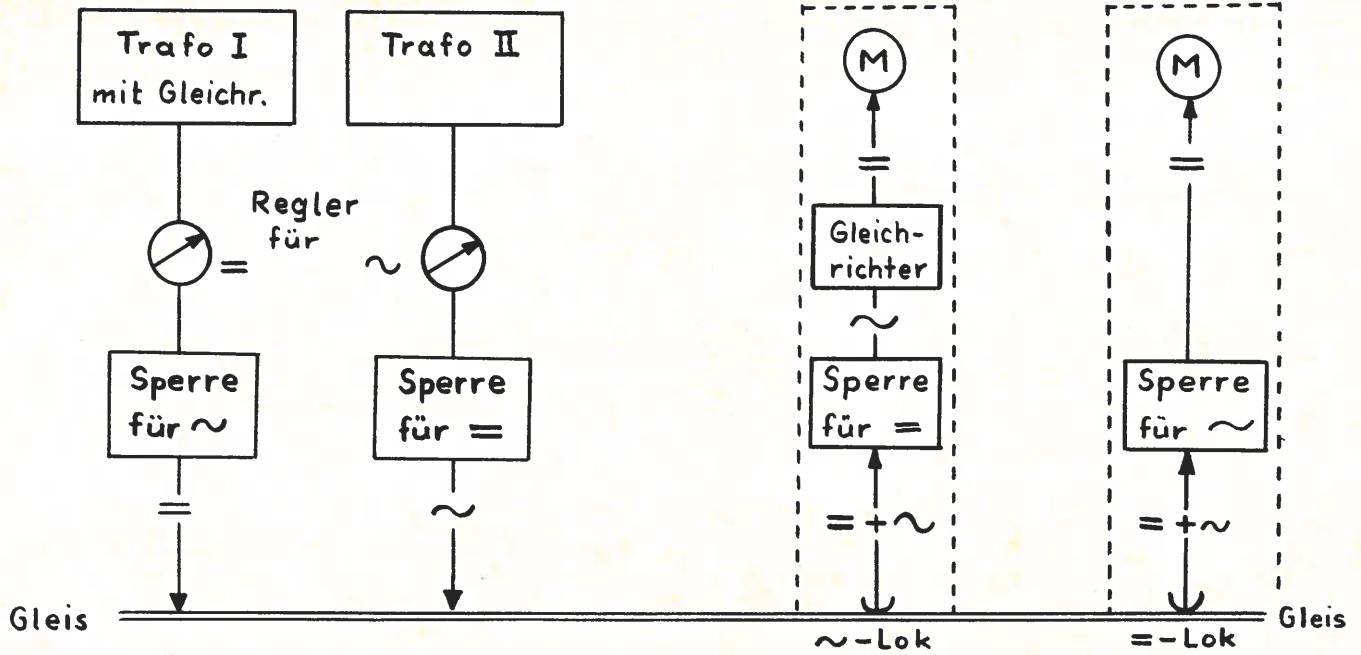 Trafo I
mit Gleichr.
Trafo II
M
M
=
=
Regler
für
=
~
Gleich-
richter
~
Sperre
für ~
Sperre
für =
Sperre
für =
Sperre
für ~
=
~
= + ~
= + ~
Gleis
Gleis
~-Lok
=-Lok